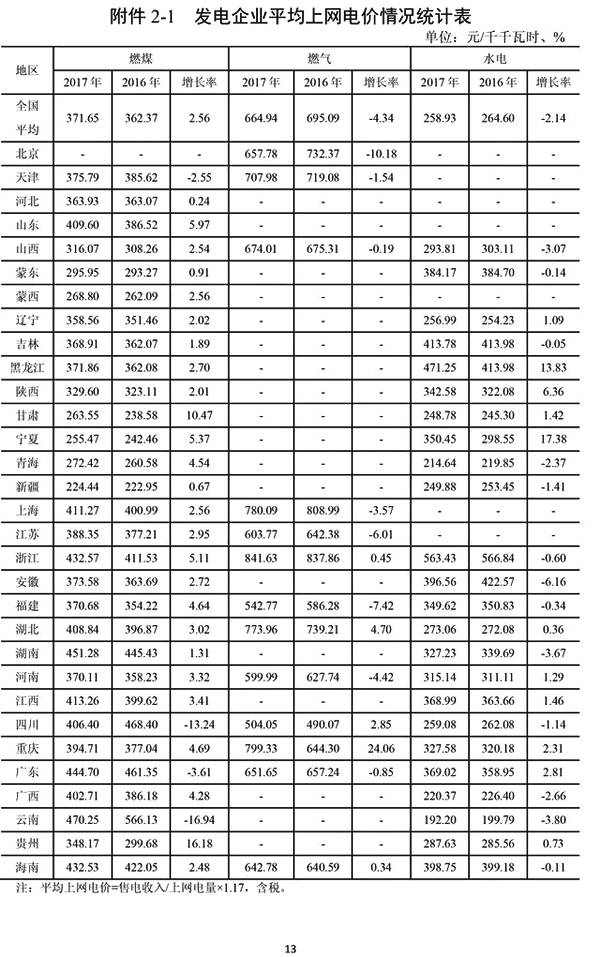 附件 2-1 发电企业平均上网电价情况统计表
单位：元/千千瓦时、%
地区 燃煤 燃气 水电
2017 年 2016 年 增长率 2017 年 2016 年 增长率 2017 年 2016 年 增长率
全国平均 371.65 362.37 2.56 664.94 695.09 -4.34 258.93 264.60 -2.14
北京 - - - 657.78 732.37 -10.18 - - -
天津 375.79 385.62 -2.55 707.98 719.08 -1.54 - - -
河北 363.93 363.07 0.24 - - - - - -
山东 409.60 386.52 5.97 - - - - - -
山西 316.07 308.26 2.54 674.01 675.31 -0.19 293.81 303.11 -3.07
蒙东 295.95 293.27 0.91 - - - 384.17 384.70 -0.14
蒙西 268.80 262.09 2.56 - - - - - -
辽宁 358.56 351.46 2.02 - - - 256.99 254.23 1.09
吉林 368.91 362.07 1.89 - - - 413.78 413.98 -0.05
黑龙江 371.86 362.08 2.70 - - - 471.25 413.98 13.83
陕西 329.60 323.11 2.01 - - - 342.58 322.08 6.36
甘肃 263.55 238.58 10.47 - - - 248.78 245.30 1.42
宁夏 255.47 242.46 5.37 - - - 350.45 298.55 17.38
青海 272.42 260.58 4.54 - - - 214.64 219.85 -2.37
新疆 224.44 222.95 0.67 - - - 249.88 253.45 -1.41
上海 411.27 400.99 2.56 780.09 808.99 -3.57 - - -
江苏 388.35 377.21 2.95 603.77 642.38 -6.01 - - -
浙江 432.57 411.53 5.11 841.63 837.86 0.45 563.43 566.84 -0.60
安徽 373.58 363.69 2.72 - - - 396.56 422.57 -6.16
福建 370.68 354.22 4.64 542.77 586.28 -7.42 349.62 350.83 -0.34
湖北 408.84 396.87 3.02 773.96 739.21 4.70 273.06 272.08 0.36
湖南 451.28 445.43 1.31 - - - 327.23 339.69 -3.67
河南 370.11 358.23 3.32 599.99 627.74 -4.42 315.14 311.11 1.29
江西 413.26 399.62 3.41 - - - 368.99 363.66 1.46
四川 406.40 468.40 -13.24 504.05 490.07 2.85 259.08 262.08 -1.14
重庆 394.71 377.04 4.69 799.33 644.30 24.06 327.58 320.18 2.31
广东 444.70 461.35 -3.61 651.65 657.24 -0.85 369.02 358.95 2.81
广西 402.71 386.18 4.28 - - - 220.37 226.40 -2.66
云南 470.25 566.13 -16.94 - - - 192.20 199.79 -3.80
贵州 348.17 299.68 16.18 - - - 287.63 285.56 0.73
海南 432.53 422.05 2.48 642.78 640.59 0.34 398.75 399.18 -0.11
注：平均上网电价=售电收入/上网电量×1.17，含税。
13